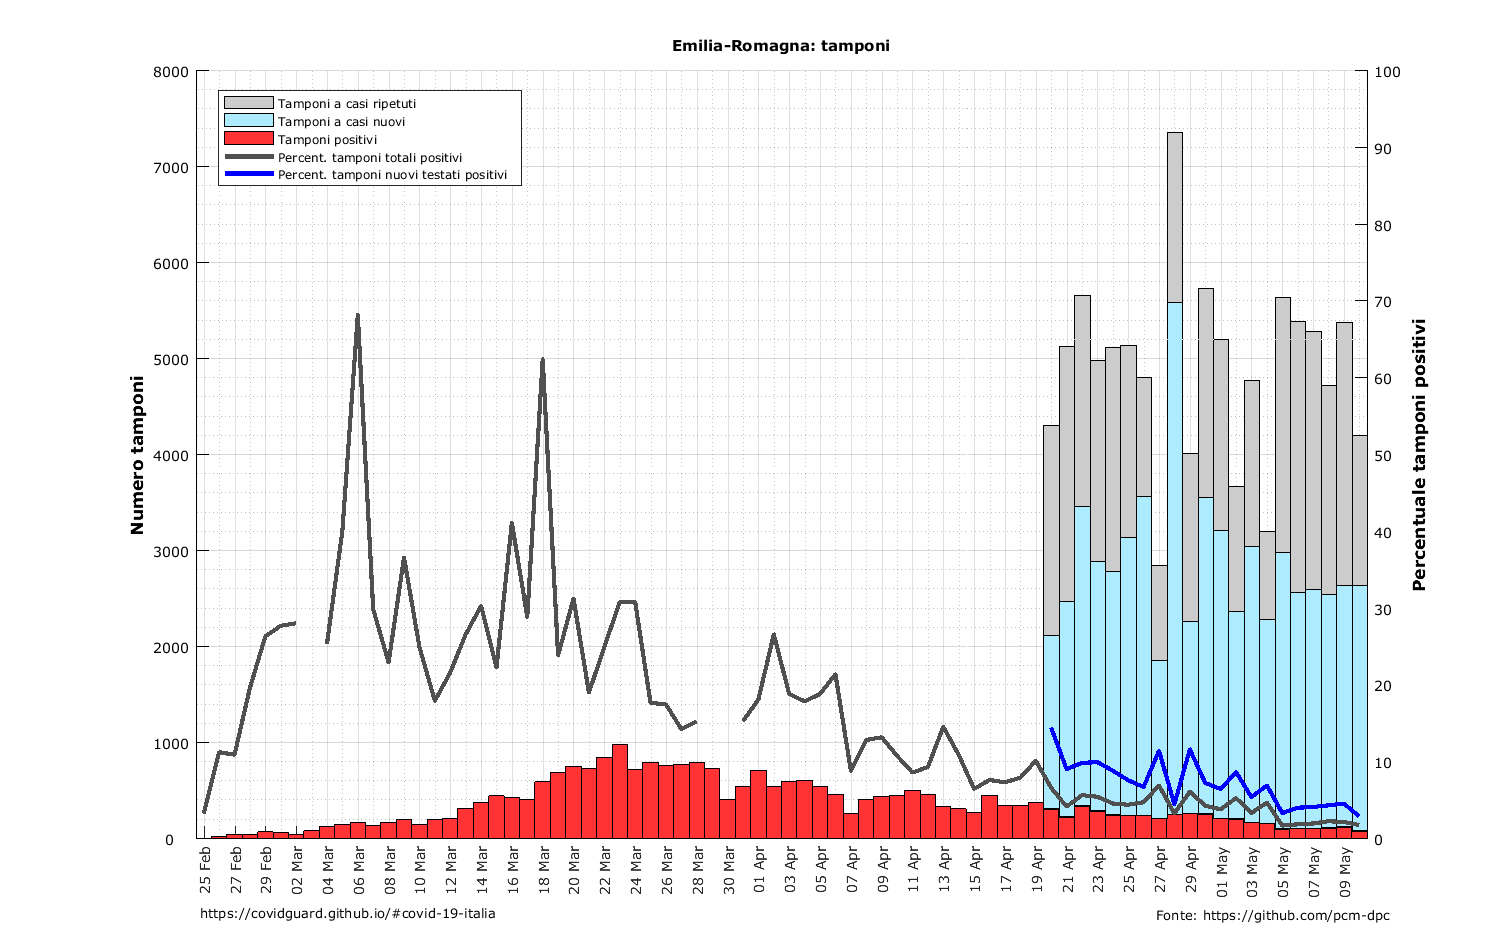 Emilia-Romagna: tamponi
8000
7000
6000
5000
4000
3000
2000
1000
0
Numero tamponi
Tamponi a casi ripetuti
Tamponi a casi nuovi
Tamponi positivi
Percent. tamponi totali positivi
Percent. tamponi nuovi testati positivi
100
90
80
70
60
50
40
30
20
10
0
Percentuale tamponi positivi
25 Feb
27 Feb
29 Feb
02 Mar
04 Mar
06 Mar
08 Mar
10 Mar
12 Mar
14 Mar
16 Mar
18 Mar
20 Mar
22 Mar
24 Mar
26 Mar
28 Mar
30 Mar
01 Apr
03 Apr
05 Apr
07 Apr
09 Apr
11 Apr
13 Apr
15 Apr
17 Apr
19 Apr
21 Apr
23 Apr
25 Apr
27 Apr
29 Apr
01 May
03 May
05 May
07 May
09 May
https://covidguard.github.io/#covid-19-italia
Fonte: https://github.com/pcm-dpc